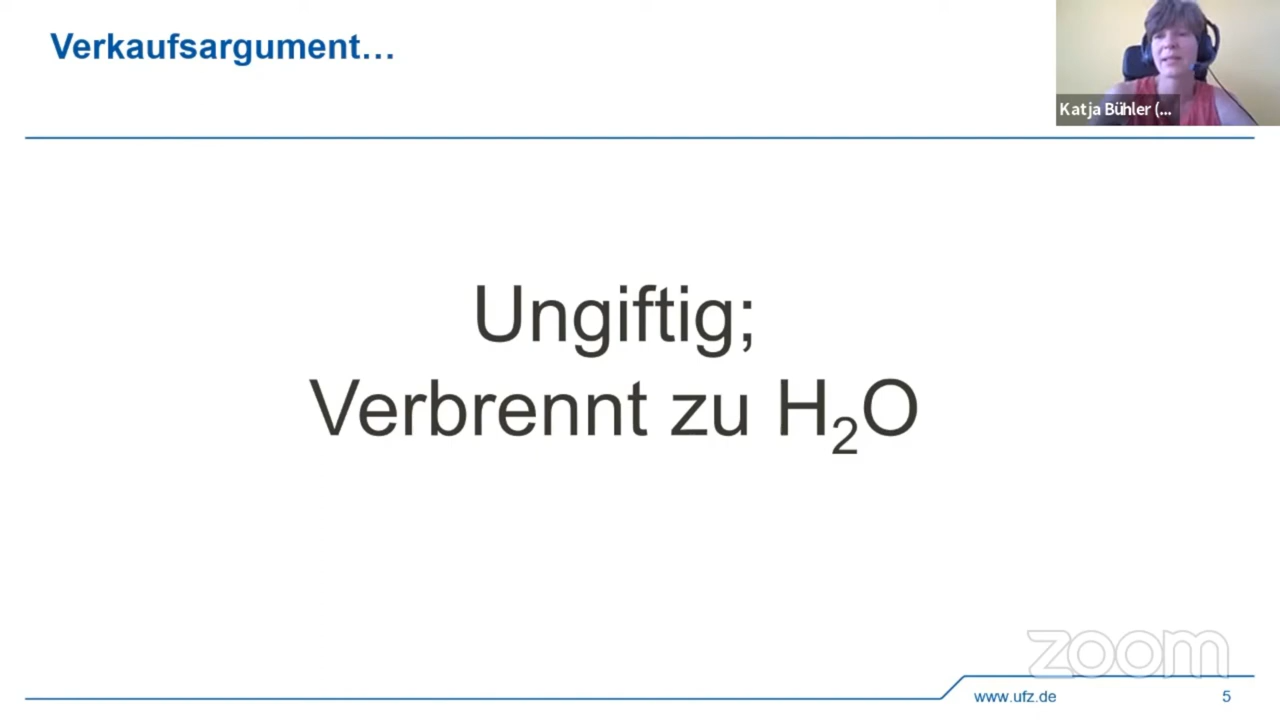 Verkaufsargument...
Katja Bühler (...
Ungiftig;
Verbrennt zu H₂O
zoom
www.ufz.de
5